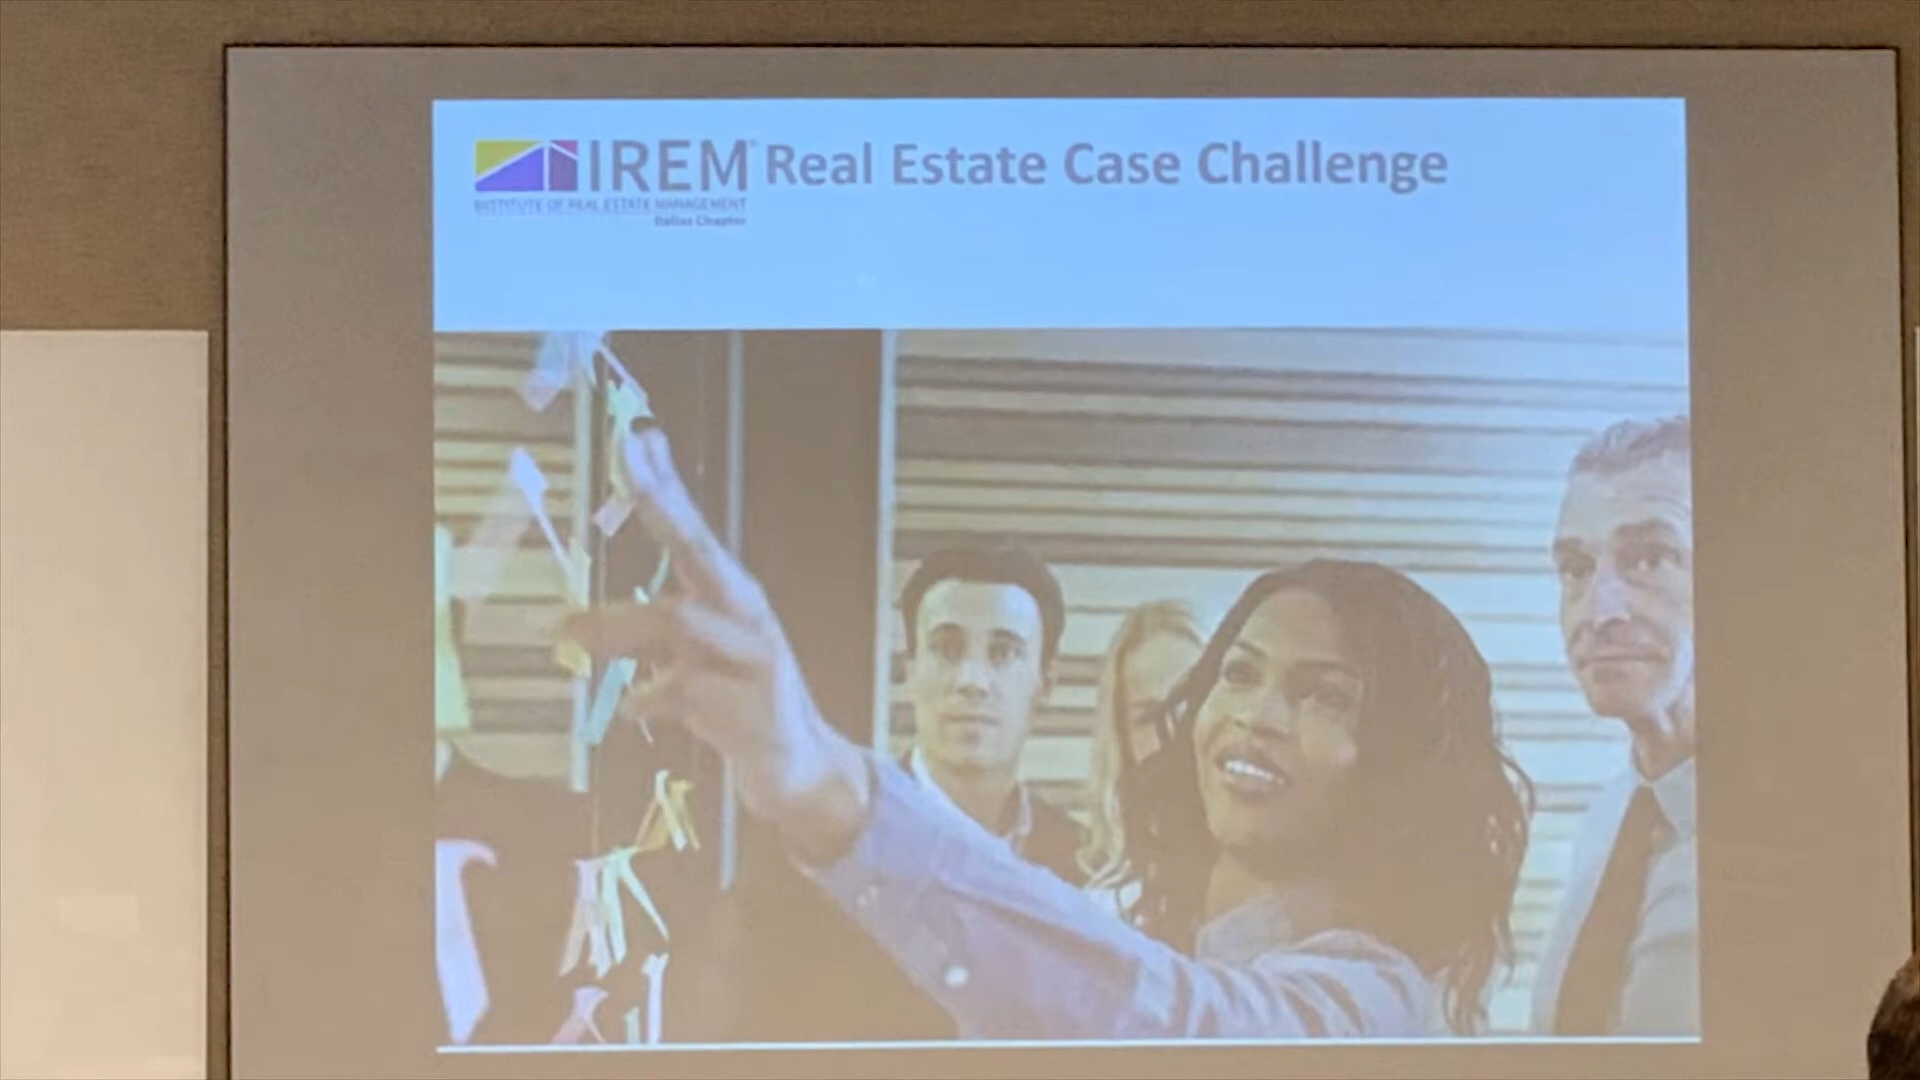 IREM® Real Estate Case Challenge
INSTITUTE OF REAL ESTATE MANAGEMENT
Dallas Chapter